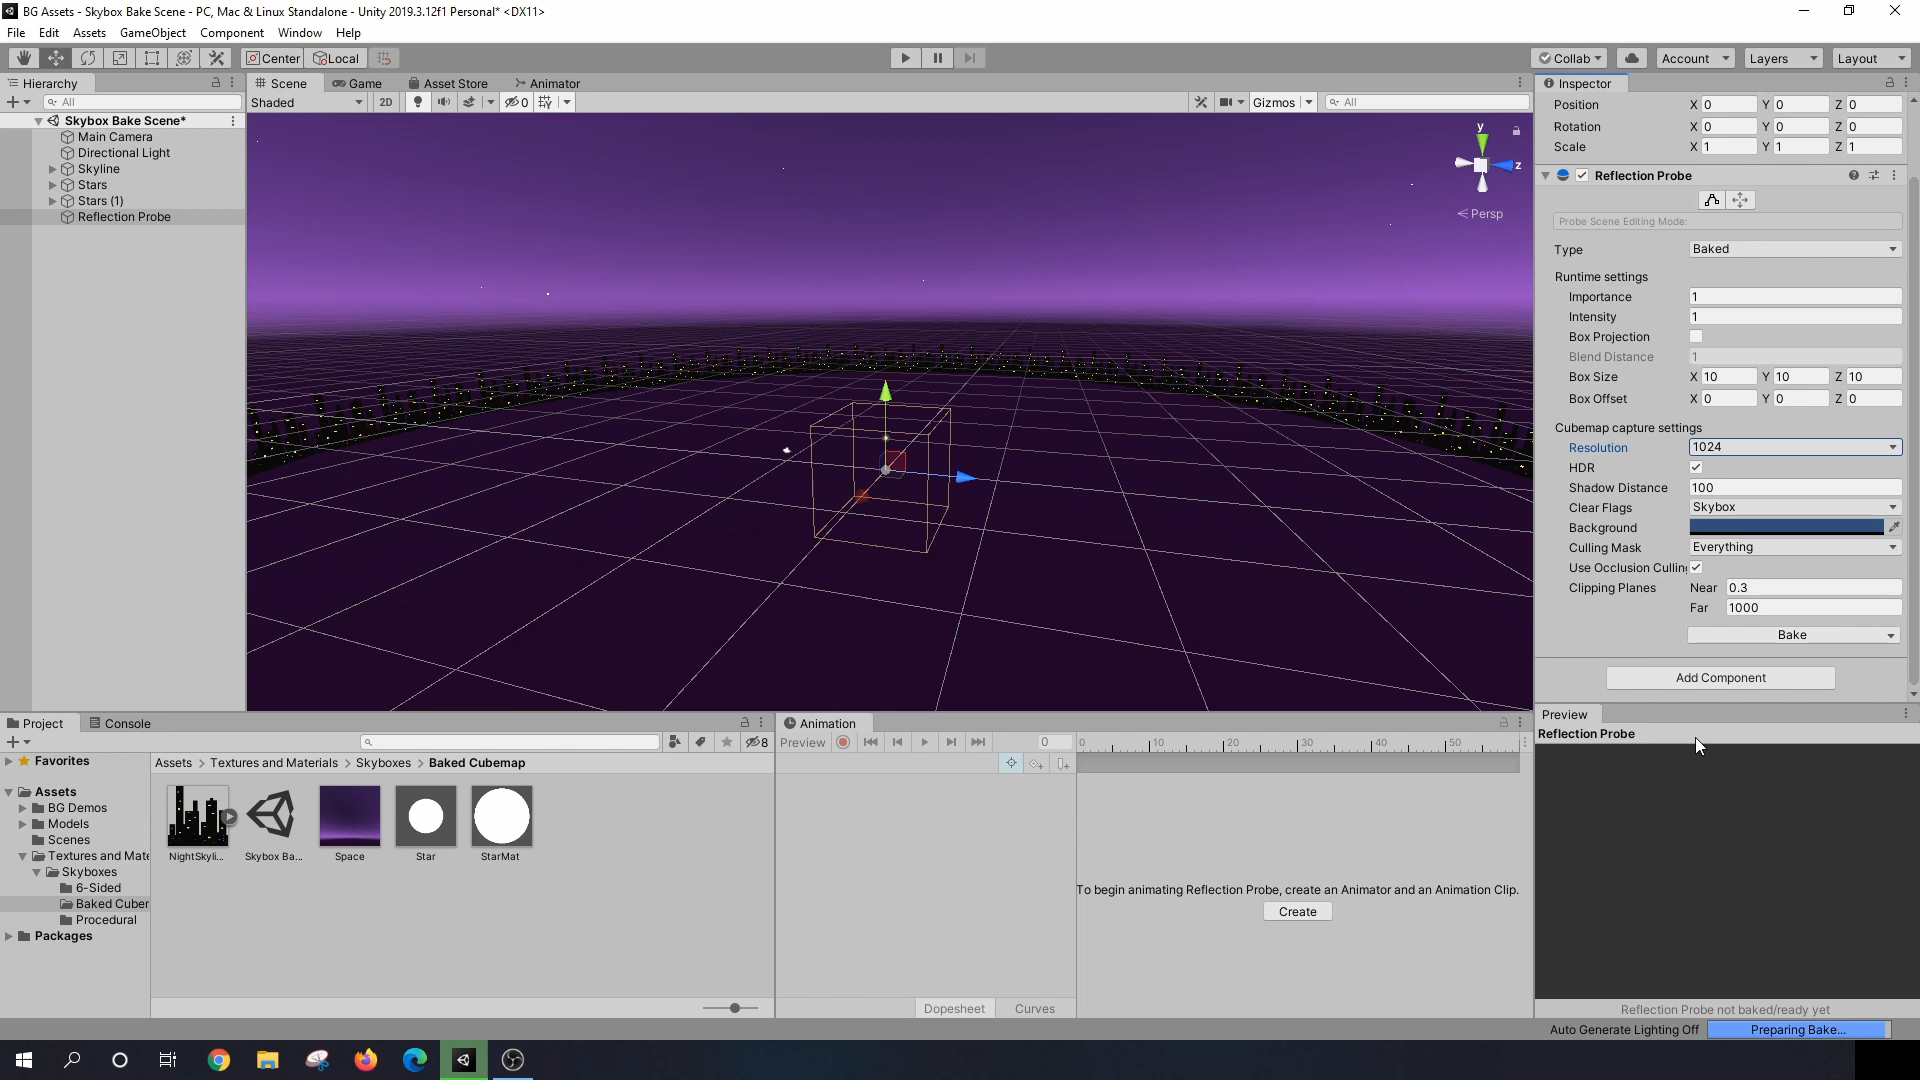 BG Assets - Skybox Bake Scene - PC, Mac & Linux Standalone - Unity 2019.3.12f1 Personal* <DX11>
File Edit Assets GameObject Component Window Help
Center Local Collab Account Layers Layout
Hierarchy
All
Skybox Bake Scene*
Main Camera
Directional Light
Skyline
Stars
Stars (1)
Reflection Probe
Scene Game Asset Store Animator
Shaded 2D 0 Gizmos All
y
z
< Persp
Inspector
Position X 0 Y 0 Z 0
Rotation X 0 Y 0 Z 0
Scale X 1 Y 1 Z 1
Reflection Probe
Probe Scene Editing Mode:
Type Baked
Runtime settings
Importance 1
Intensity 1
Box Projection
Blend Distance 1
Box Size X 10 Y 10 Z 10
Box Offset X 0 Y 0 Z 0
Cubemap capture settings
Resolution 1024
HDR
Shadow Distance 100
Clear Flags Skybox
Background
Culling Mask Everything
Use Occlusion Cullin
Clipping Planes Near 0.3
Far 1000
Bake
Add Component
Preview
Reflection Probe
Reflection Probe not baked/ready yet
Auto Generate Lighting Off Preparing Bake...
Project Console
8
Favorites
Assets
BG Demos
Models
Scenes
Textures and Mate
Skyboxes
6-Sided
Baked Cuber
Procedural
Packages
Assets > Textures and Materials > Skyboxes > Baked Cubemap
NightSkyli... Skybox Ba... Space Star StarMat
Animation
Preview 0 0 10 20 30 40 50
To begin animating Reflection Probe, create an Animator and an Animation Clip.
Create
Dopesheet Curves